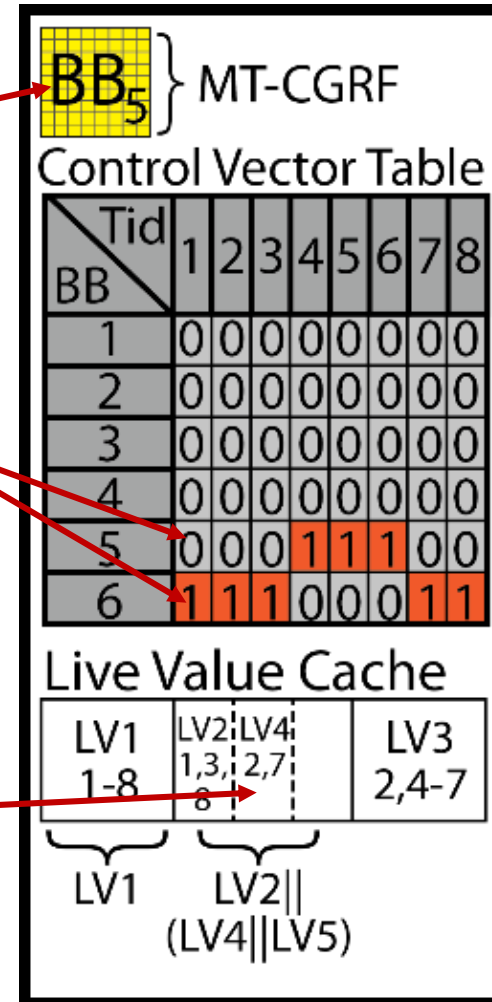 BB5 } MT-CGRF
Control Vector Table
Tid 1 2 3 4 5 6 7 8
BB
1 0 0 0 0 0 0 0 0
2 0 0 0 0 0 0 0 0
3 0 0 0 0 0 0 0 0
4 0 0 0 0 0 0 0 0
5 0 0 0 1 1 1 0 0
6 1 1 1 0 0 0 1 1
Live Value Cache
LV1 LV2 LV4 LV3
1-8 1,3, 2,7 2,4-7
8
LV1 LV2||
(LV4||LV5)